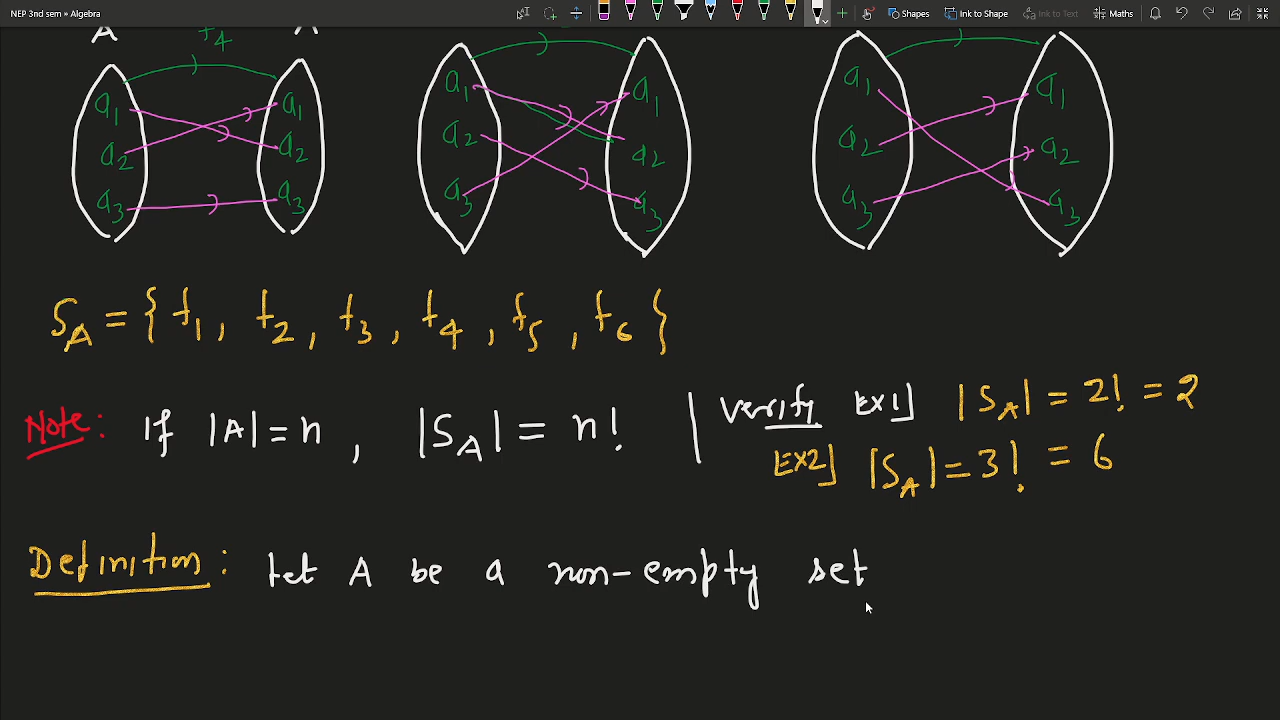 NEP 3rd sem » Algebra
Shapes Ink to Shape Ink to Text Maths
A f4 A
a1 a1 a1 a1 a1 a1
a2 a2 a2 a2 a2 a2
a3 a3 a3 a3 a3 a3
SA = { f1, f2, f3, f4, f5, f6 }
Note: If |A| = n, |SA| = n! | Verify EX1] |SA| = 2! = 2
EX2] |SA| = 3! = 6
Definition: Let A be a non-empty set